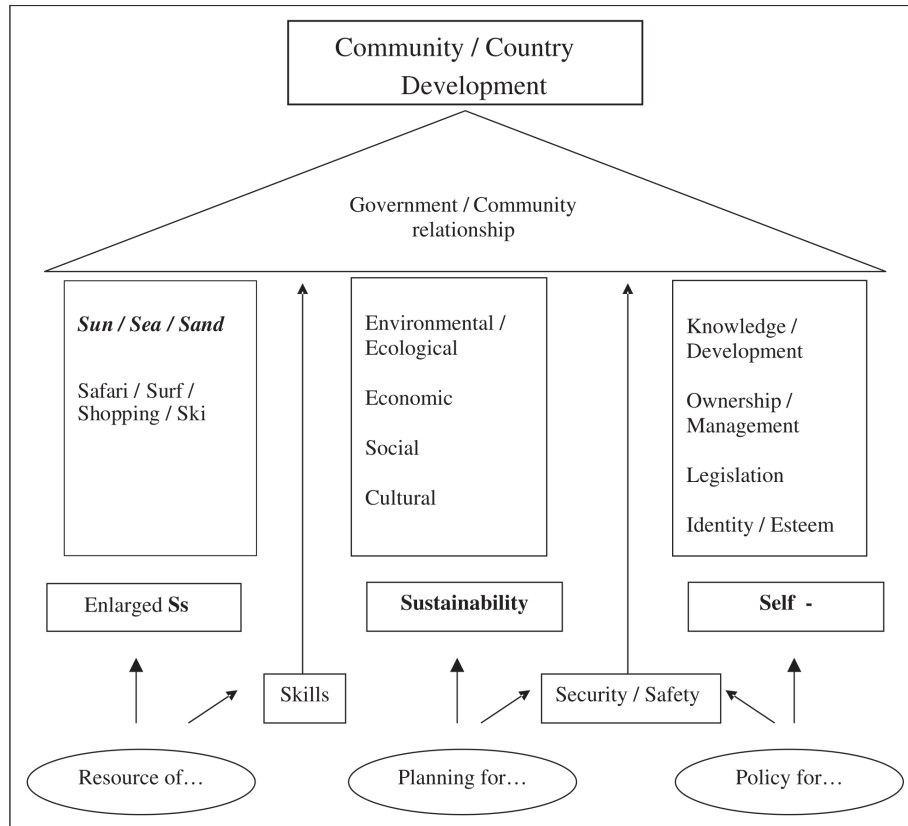 Community / Country
Development
Government / Community
relationship
Sun / Sea / Sand
Safari / Surf /
Shopping / Ski
Environmental /
Ecological
Economic
Social
Cultural
Knowledge /
Development
Ownership /
Management
Legislation
Identity / Esteem
Enlarged Ss
Sustainability
Self -
Skills
Security / Safety
Resource of…
Planning for…
Policy for…